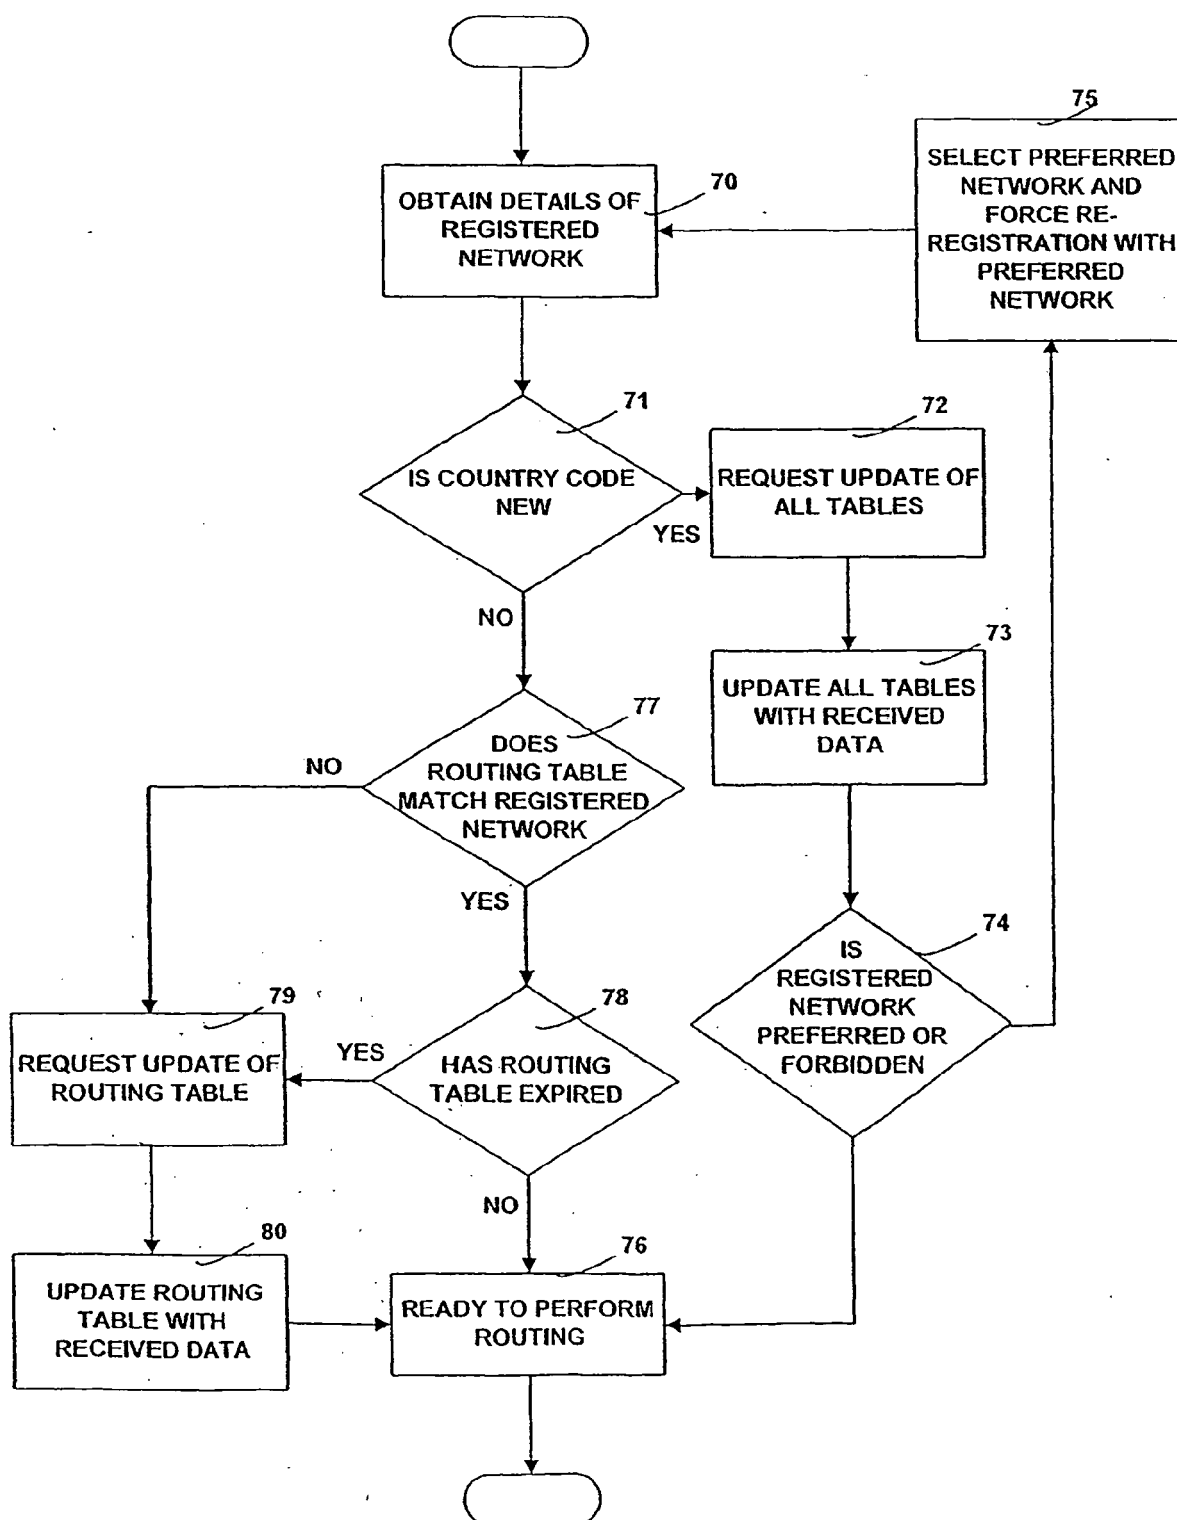 75
SELECT PREFERRED
NETWORK AND
FORCE RE-
REGISTRATION WITH
PREFERRED
NETWORK
70
OBTAIN DETAILS OF
REGISTERED
NETWORK
71
IS COUNTRY CODE
NEW
YES
NO
72
REQUEST UPDATE OF
ALL TABLES
73
UPDATE ALL TABLES
WITH RECEIVED
DATA
77
DOES
ROUTING TABLE
MATCH REGISTERED
NETWORK
NO
YES
74
IS
REGISTERED
NETWORK
PREFERRED OR
FORBIDDEN
79
REQUEST UPDATE OF
ROUTING TABLE
78
HAS ROUTING
TABLE EXPIRED
YES
NO
80
UPDATE ROUTING
TABLE WITH
RECEIVED DATA
76
READY TO PERFORM
ROUTING